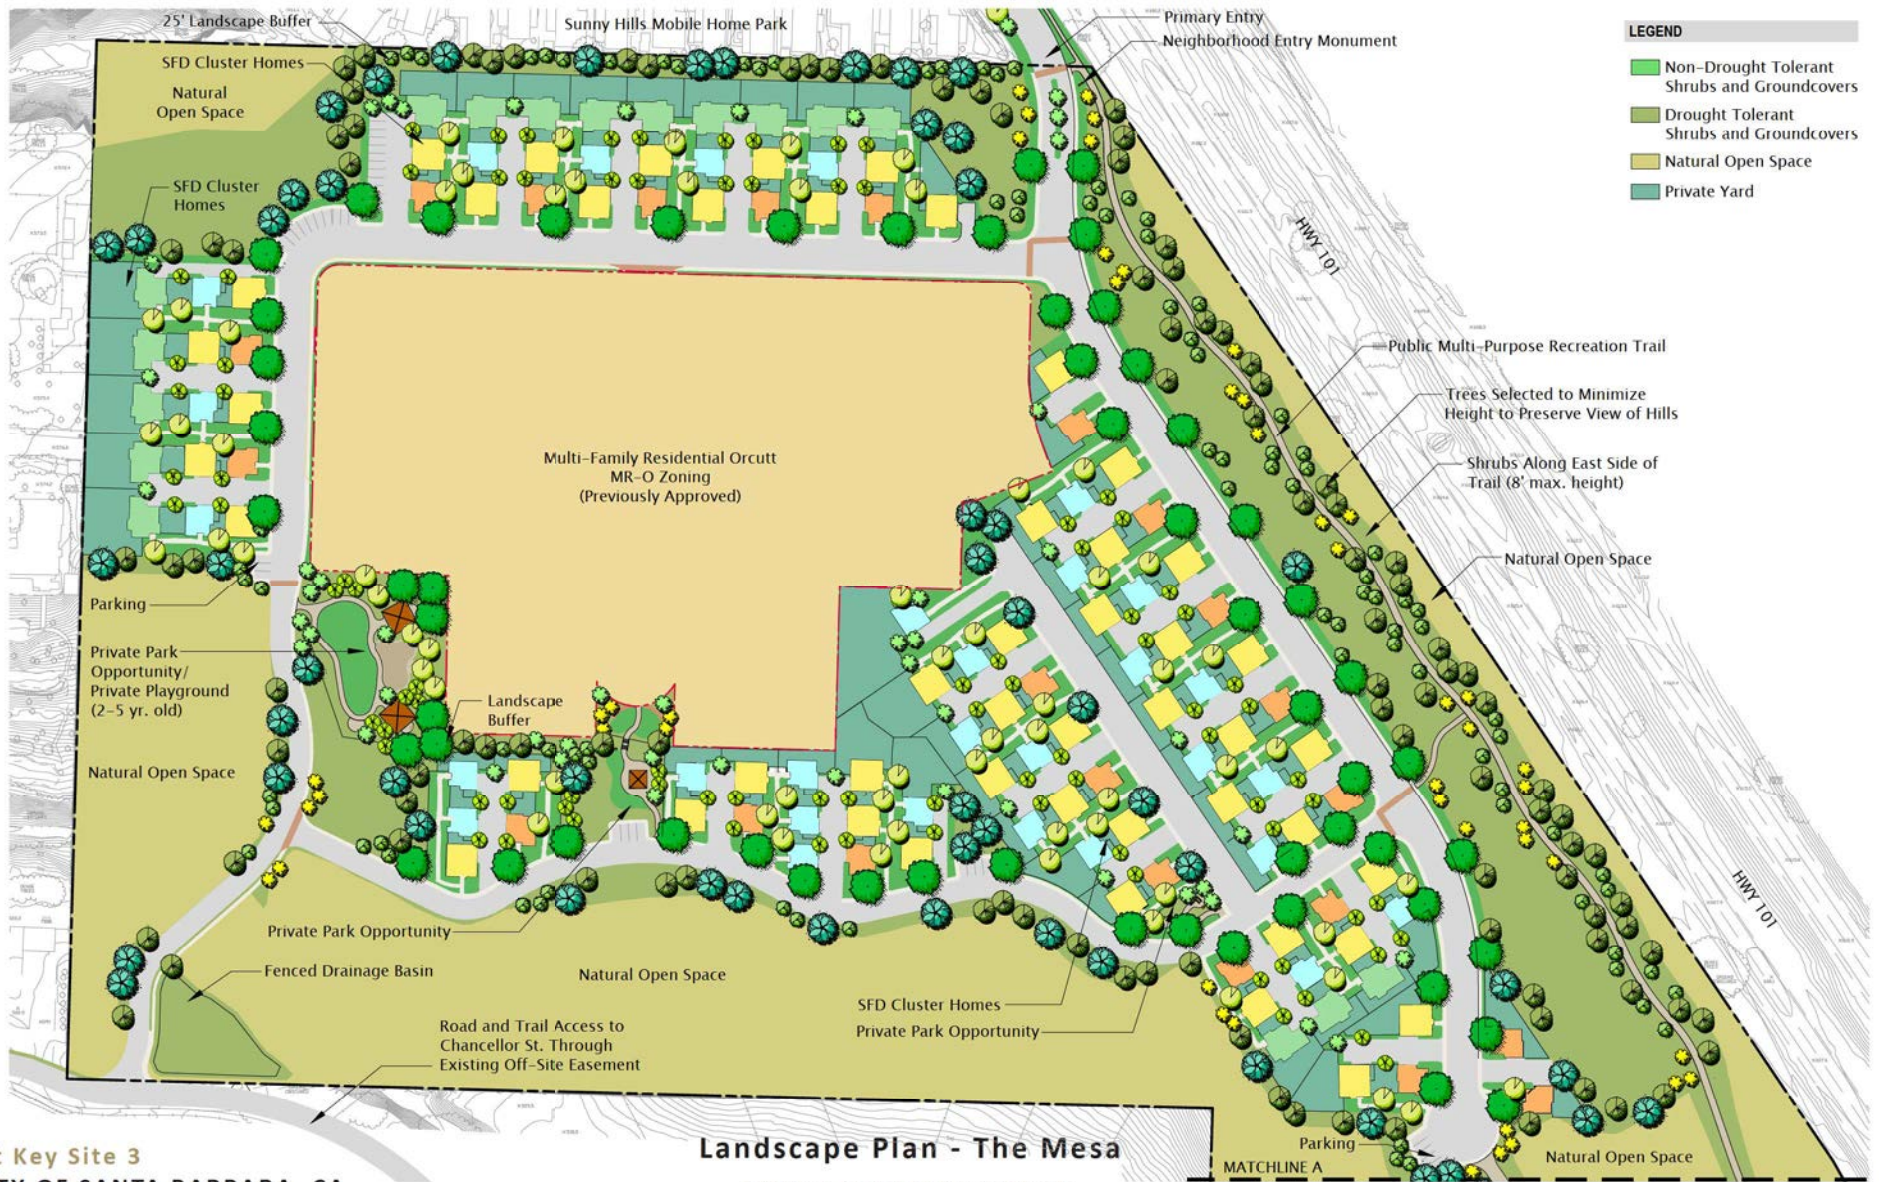 25' Landscape Buffer
Sunny Hills Mobile Home Park
Primary Entry
Neighborhood Entry Monument
SFD Cluster Homes
Natural
Open Space
LEGEND
Non-Drought Tolerant
Shrubs and Groundcovers
Drought Tolerant
Shrubs and Groundcovers
Natural Open Space
Private Yard
SFD Cluster
Homes
HWY 101
Public Multi-Purpose Recreation Trail
Trees Selected to Minimize
Height to Preserve View of Hills
Shrubs Along East Side of
Trail (8' max. height)
Natural Open Space
Multi-Family Residential Orcutt
MR-O Zoning
(Previously Approved)
Parking
Private Park
Opportunity/
Private Playground
(2-5 yr. old)
Landscape
Buffer
Natural Open Space
Private Park Opportunity
Fenced Drainage Basin
Natural Open Space
Road and Trail Access to
Chancellor St. Through
Existing Off-Site Easement
SFD Cluster Homes
Private Park Opportunity
HWY 101
Key Site 3
Landscape Plan - The Mesa
Parking
MATCHLINE A
Natural Open Space
OF SANTA BARBARA, CA